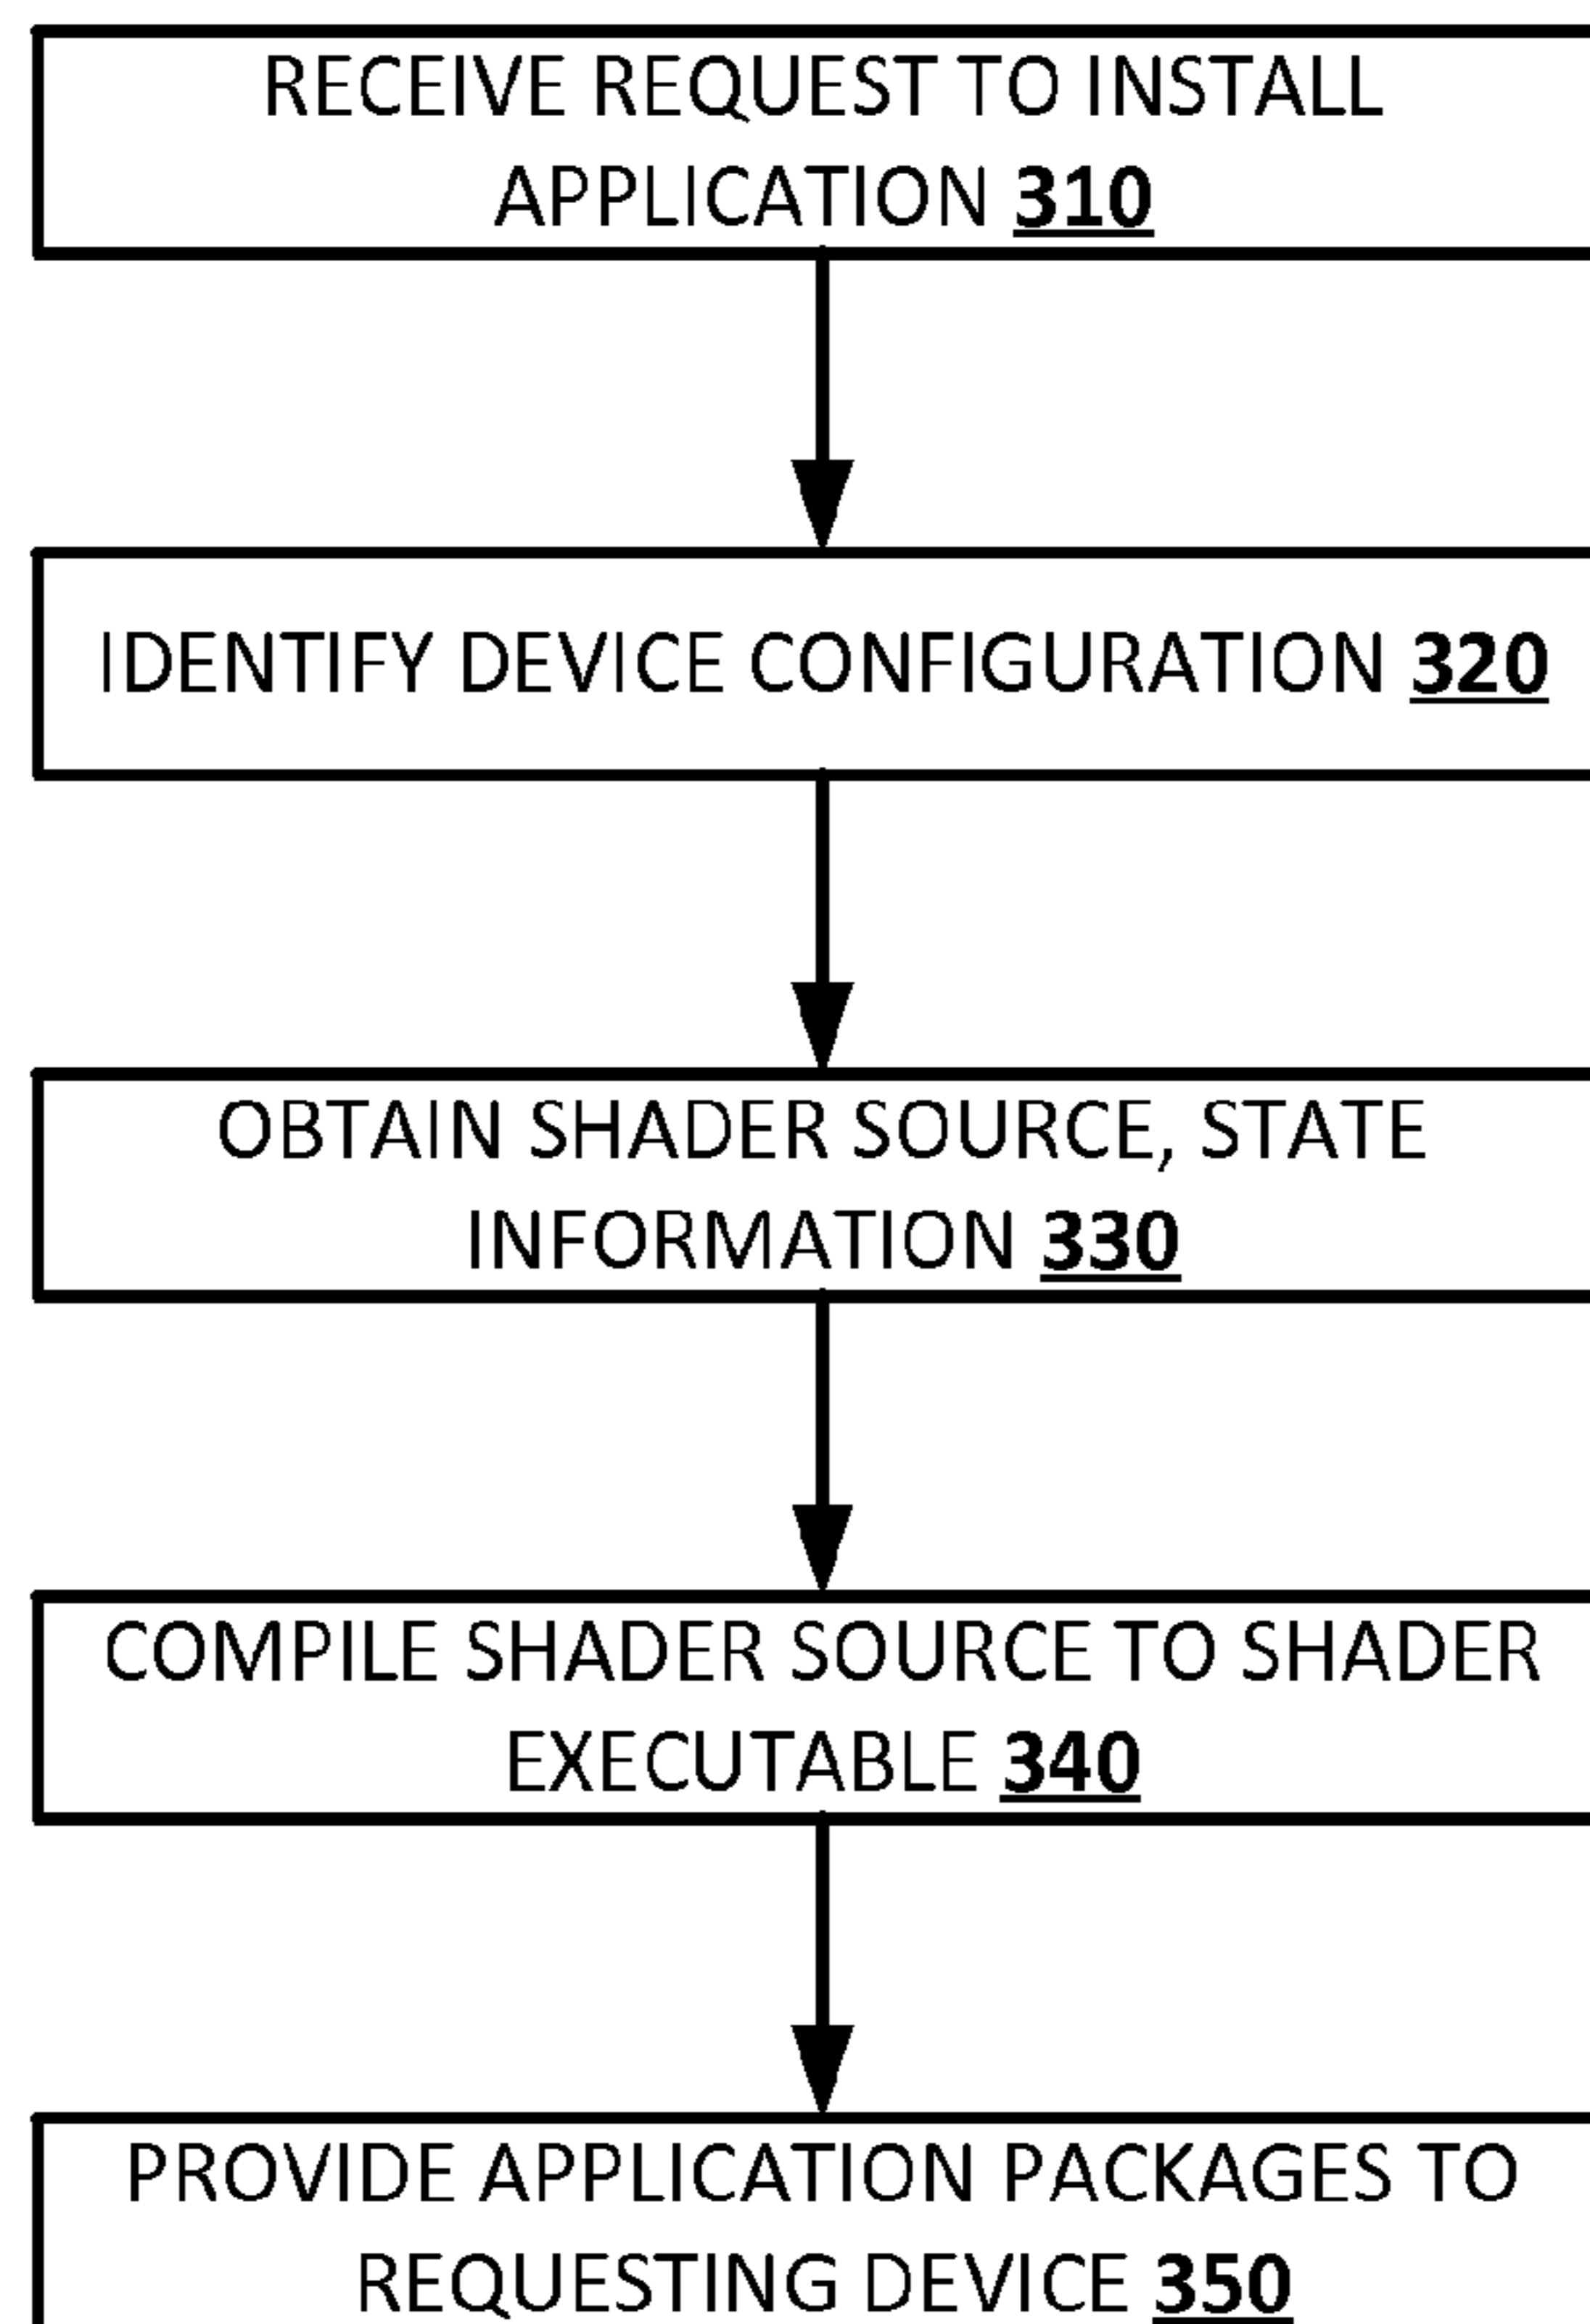 RECEIVE REQUEST TO INSTALL
APPLICATION 310
IDENTIFY DEVICE CONFIGURATION 320
OBTAIN SHADER SOURCE, STATE
INFORMATION 330
COMPILE SHADER SOURCE TO SHADER
EXECUTABLE 340
PROVIDE APPLICATION PACKAGES TO
REQUESTING DEVICE 350